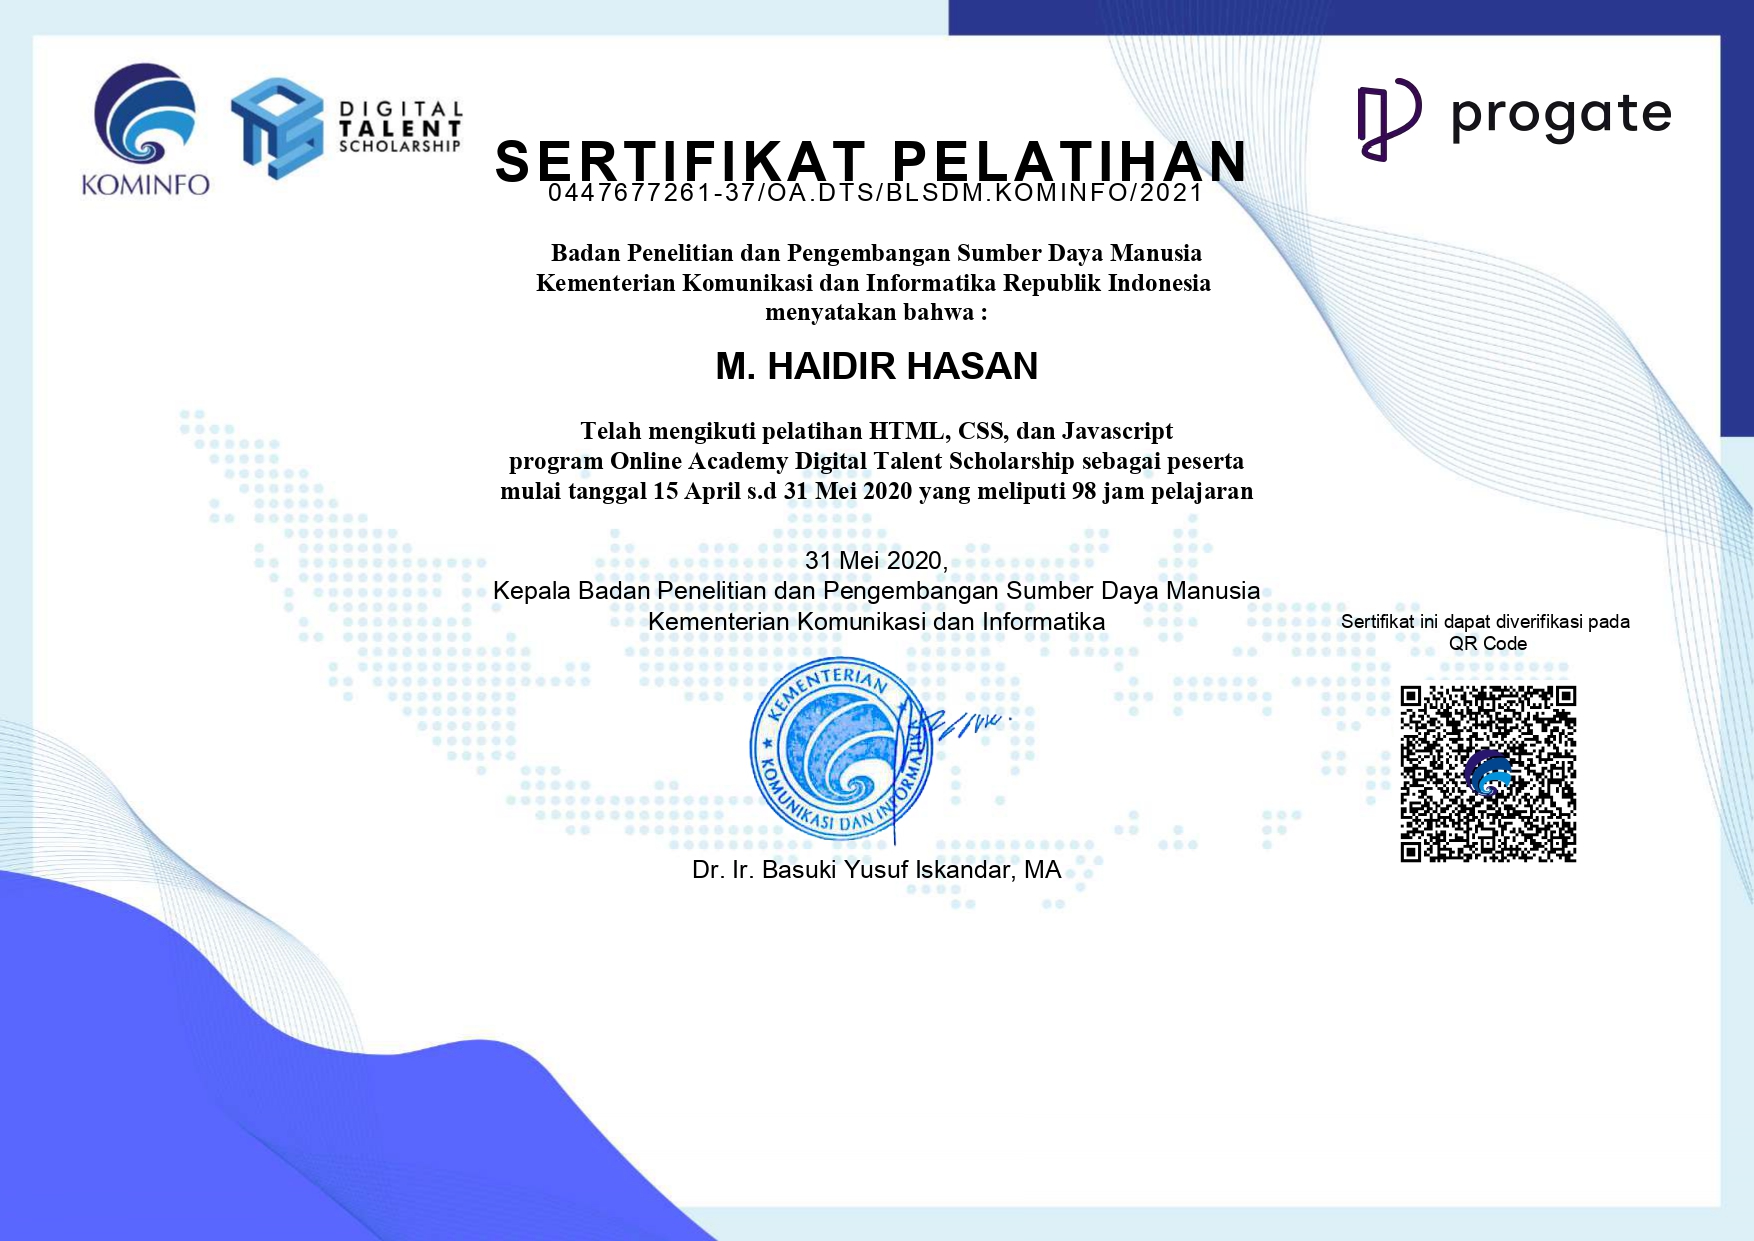 KOMINFO
DIGITAL
TALENT
SCHOLARSHIP
progate
SERTIFIKAT PELATIHAN
0447677261-37/OA.DTS/BLSDM.KOMINFO/2021
Badan Penelitian dan Pengembangan Sumber Daya Manusia
Kementerian Komunikasi dan Informatika Republik Indonesia
menyatakan bahwa :
M. HAIDIR HASAN
Telah mengikuti pelatihan HTML, CSS, dan Javascript
program Online Academy Digital Talent Scholarship sebagai peserta
mulai tanggal 15 April s.d 31 Mei 2020 yang meliputi 98 jam pelajaran
31 Mei 2020,
Kepala Badan Penelitian dan Pengembangan Sumber Daya Manusia
Kementerian Komunikasi dan Informatika
KEMENTERIAN
KOMUNIKASI DAN INFORMATIKA
Dr. Ir. Basuki Yusuf Iskandar, MA
Sertifikat ini dapat diverifikasi pada
QR Code